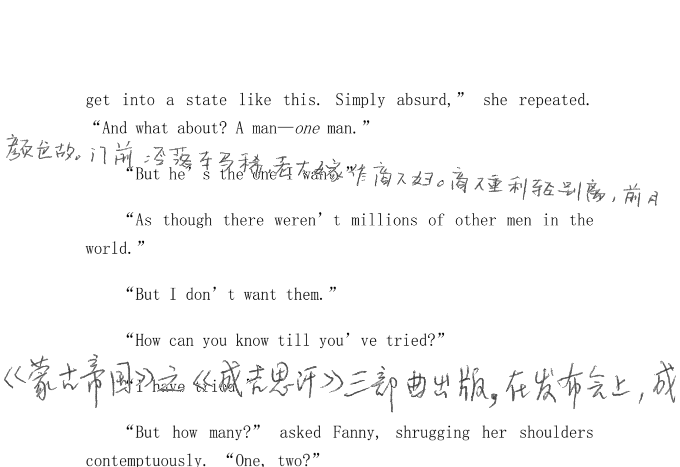 get into a state like this. Simply absurd,” she repeated.
“And what about? A man—one man.”
颜色故。门前冷落车马稀,老大嫁作商人妇。商人重利轻别离,前月
“But he’s the one I want.”
“As though there weren’t millions of other men in the
world.”
“But I don’t want them.”
“How can you know till you’ve tried?”
《蒙古帝国》之《成吉思汗》三部曲出版。在发布会上,成
“I have tried.”
“But how many?” asked Fanny, shrugging her shoulders
contemptuously. “One, two?”